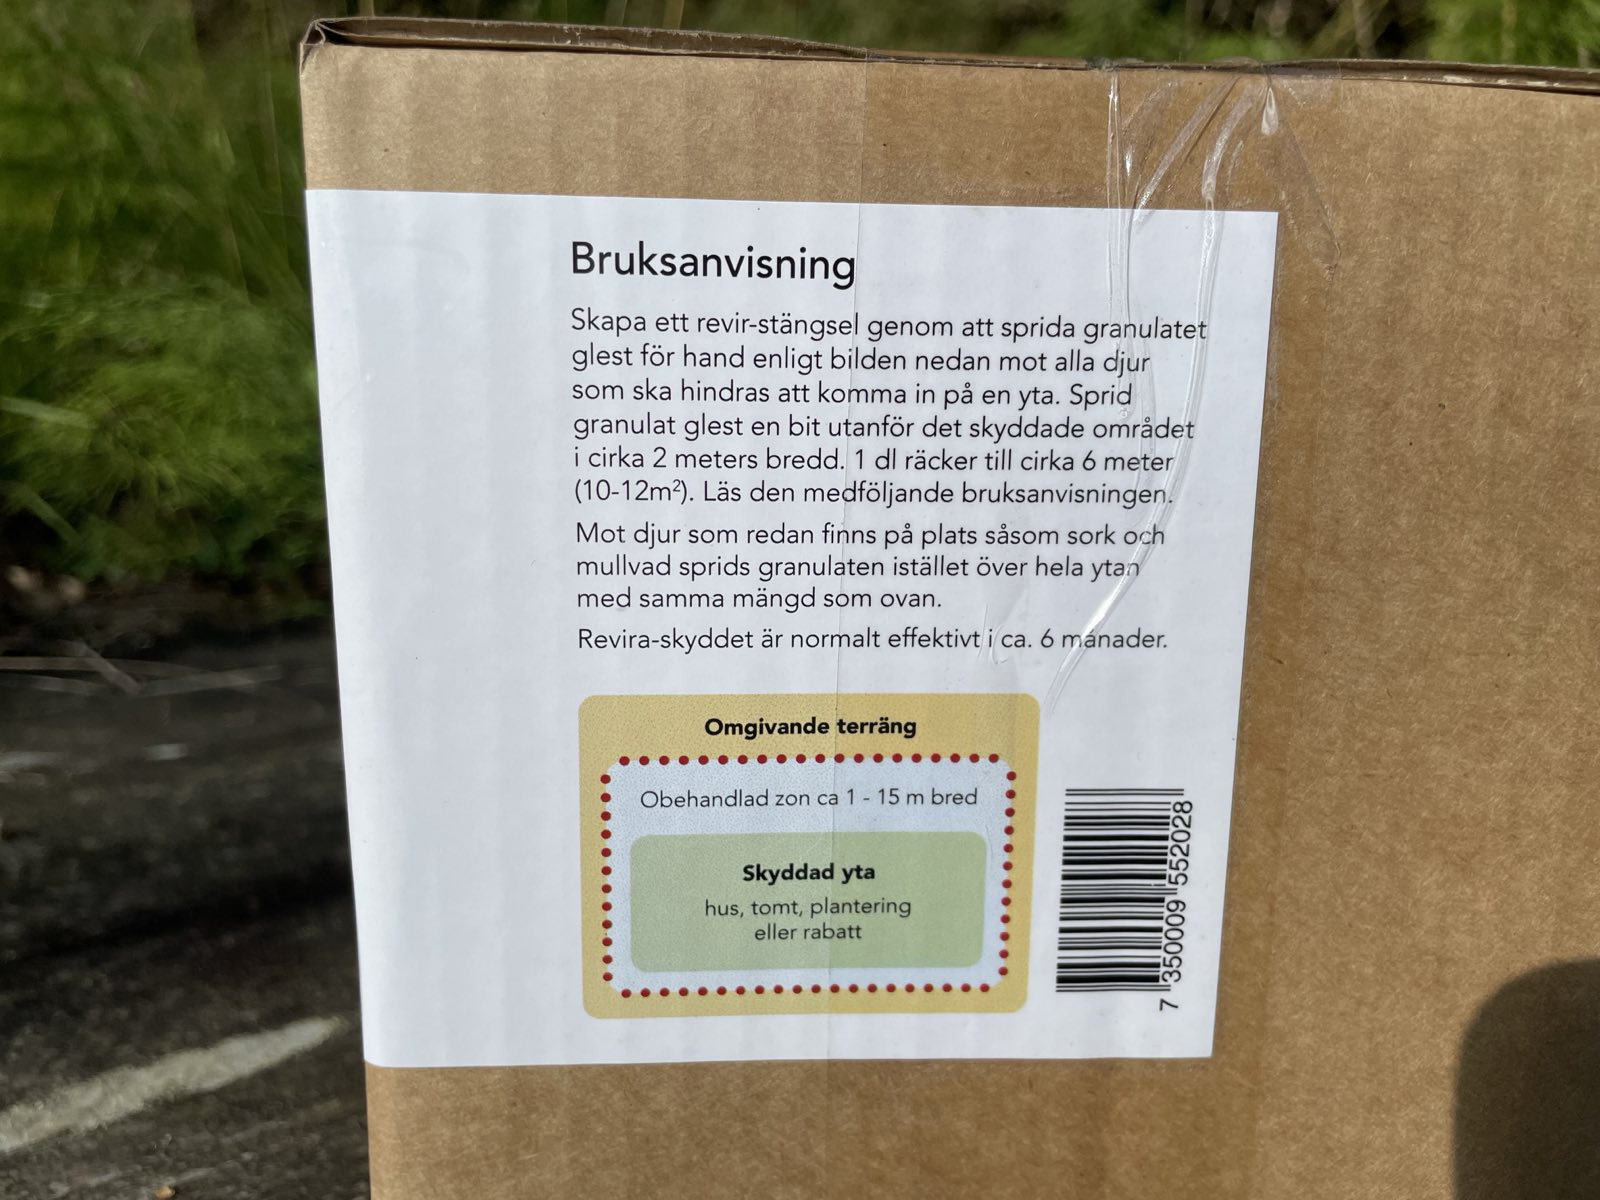 Bruksanvisning
Skapa ett revir-stängsel genom att sprida granulatet
glest för hand enligt bilden nedan mot alla djur
som ska hindras att komma in på en yta. Sprid
granulat glest en bit utanför det skyddade området
i cirka 2 meters bredd. 1 dl räcker till cirka 6 meter
(10-12m²). Läs den medföljande bruksanvisningen.
Mot djur som redan finns på plats såsom sork och
mullvad sprids granulaten istället över hela ytan
med samma mängd som ovan.
Revira-skyddet är normalt effektivt i ca. 6 månader.
Omgivande terräng
Obehandlad zon ca 1 - 15 m bred
Skyddad yta
hus, tomt, plantering
eller rabatt
7 350009 552028